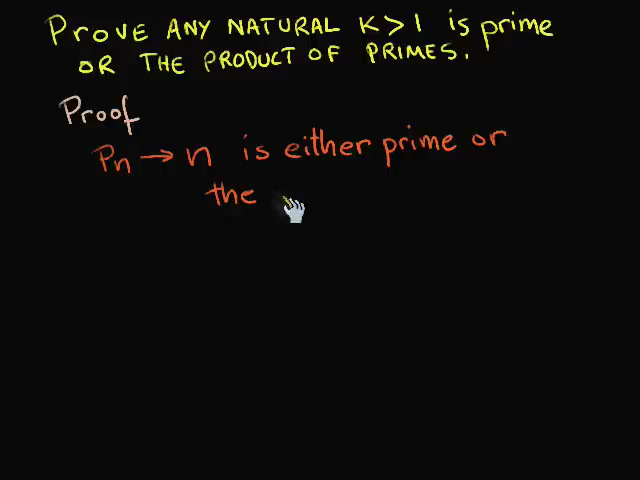 PROVE ANY NATURAL K>1 is prime
OR THE PRODUCT OF PRIMES.
Proof
Pn → n is either prime or
the